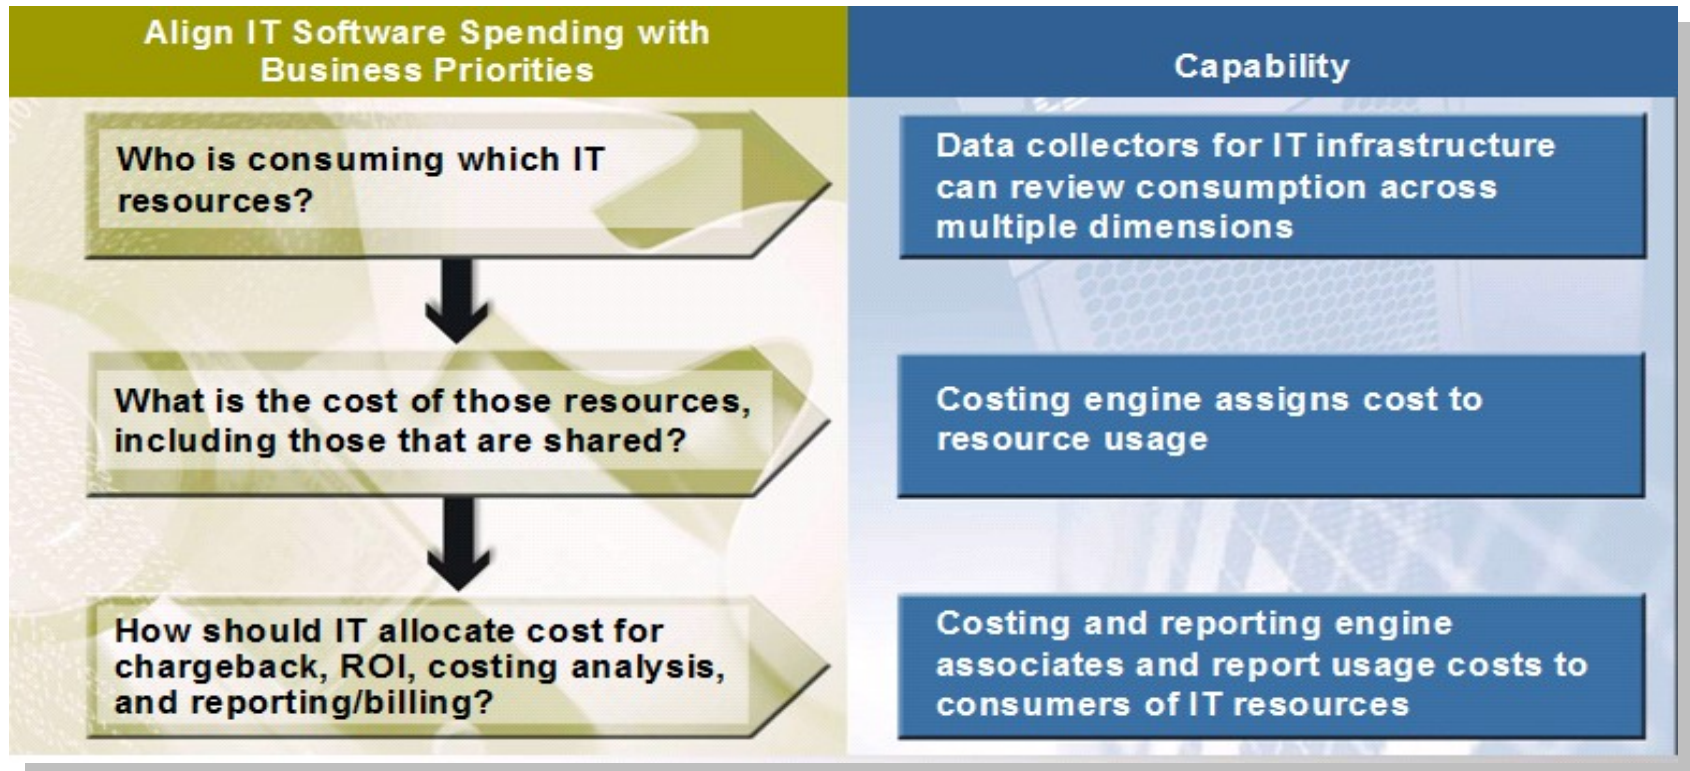 Align IT Software Spending with
Business Priorities
Capability
Who is consuming which IT
resources?
Data collectors for IT infrastructure
can review consumption across
multiple dimensions
What is the cost of those resources,
including those that are shared?
Costing engine assigns cost to
resource usage
How should IT allocate cost for
chargeback, ROI, costing analysis,
and reporting/billing?
Costing and reporting engine
associates and report usage costs to
consumers of IT resources